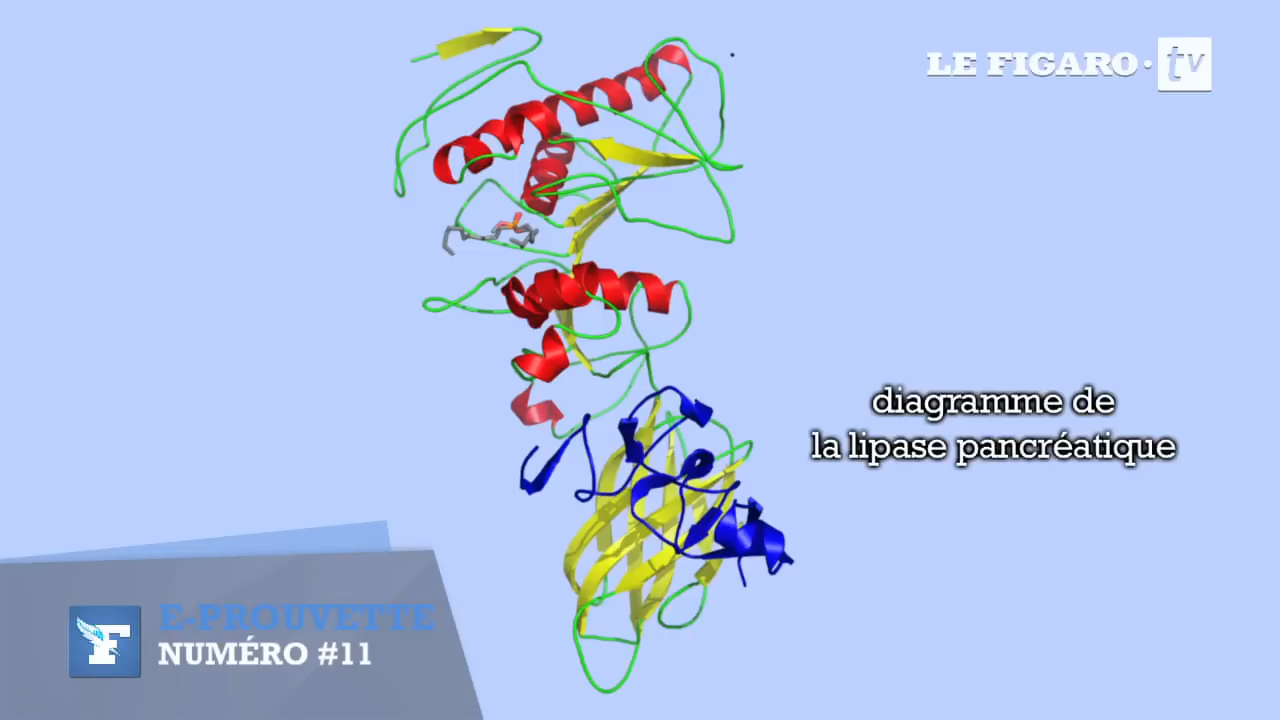 LE FIGARO · tv
diagramme de
la lipase pancréatique
E-PROUVETTE
F NUMÉRO #11